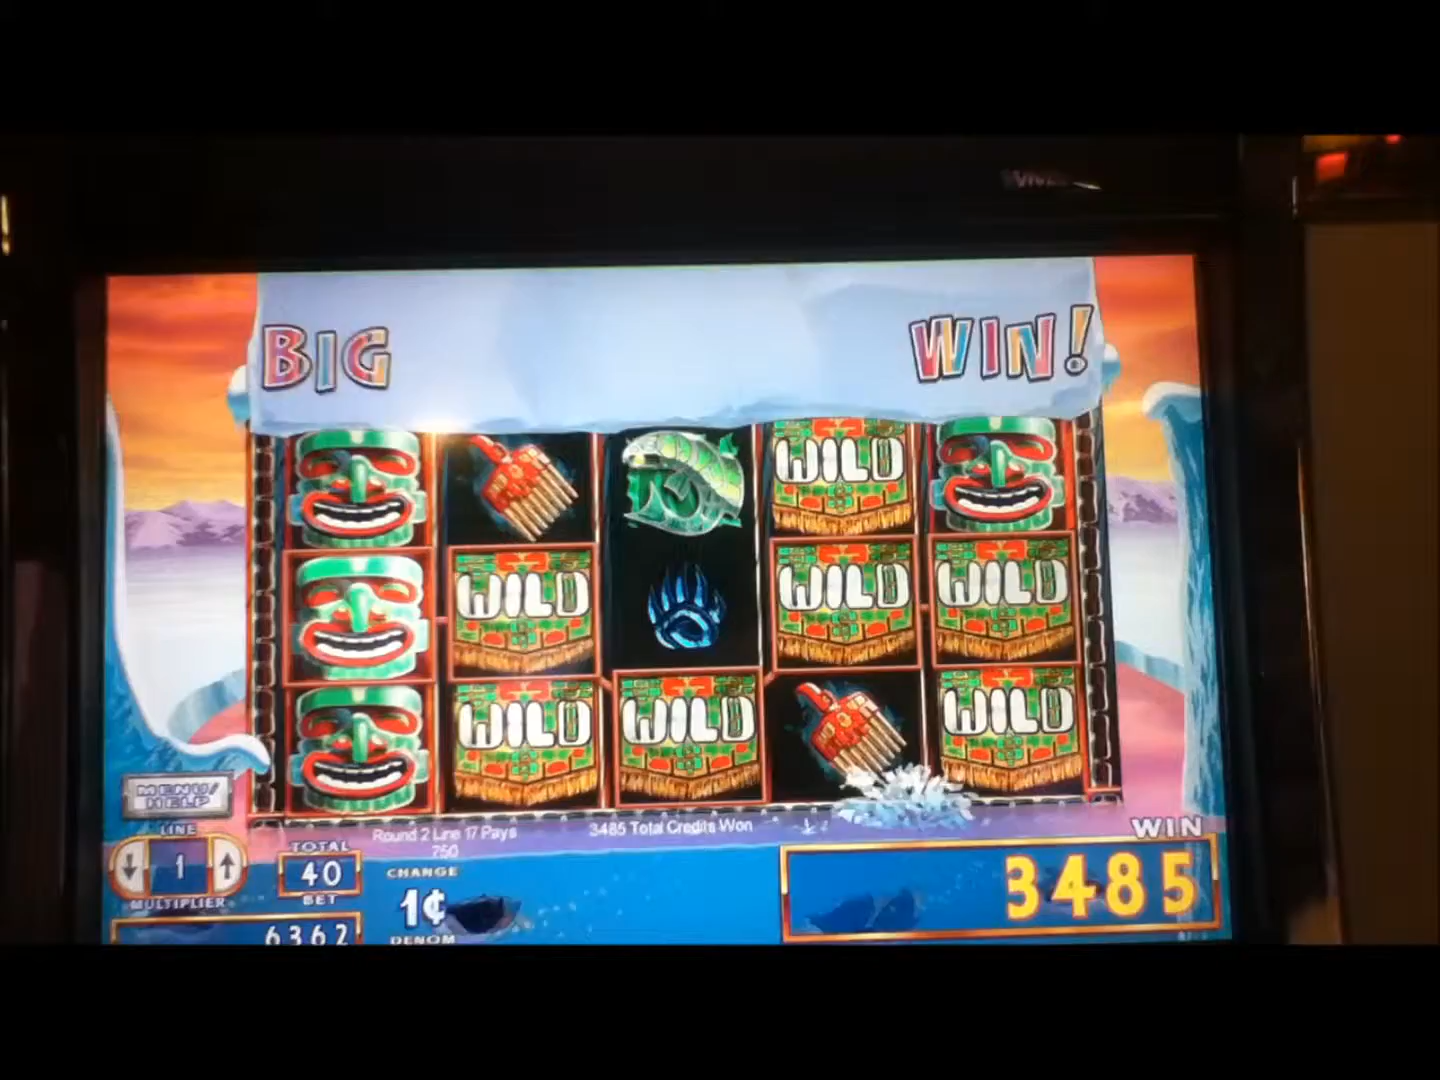 BIG WIN!
WILD
WILD WILD WILD
WILD WILD WILD
MENU/
HELP
Round 2 Line 17 Pays
750
3485 Total Credits Won
WIN
LINE
1
MULTIPLIER
TOTAL
40
BET
CHANGE
1¢
DENOM
3485
6362